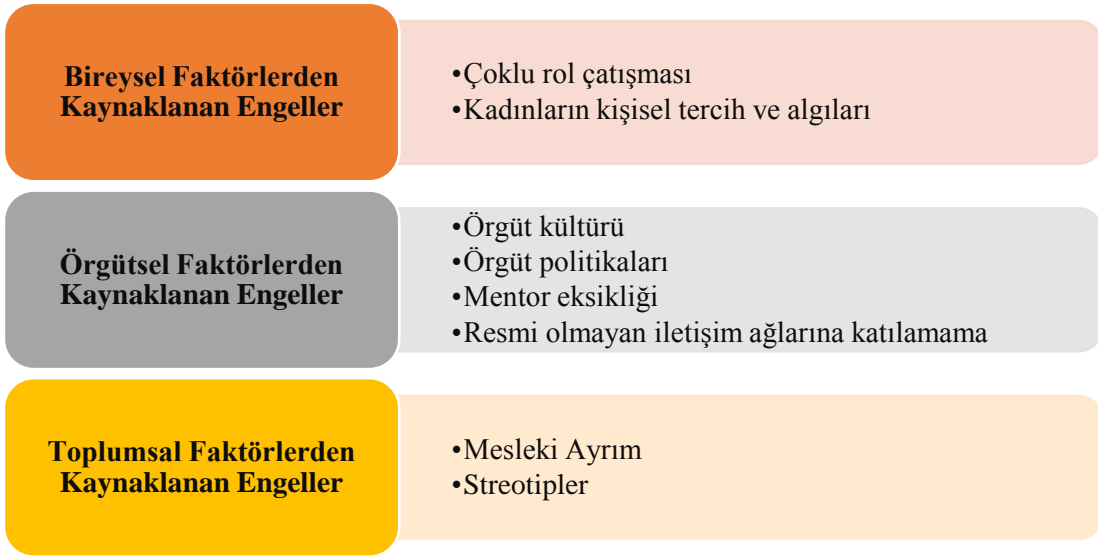 Bireysel Faktörlerden
Kaynaklanan Engeller
•Çoklu rol çatışması
•Kadınların kişisel tercih ve algıları
Örgütsel Faktörlerden
Kaynaklanan Engeller
•Örgüt kültürü
•Örgüt politikaları
•Mentor eksikliği
•Resmi olmayan iletişim ağlarına katılamama
Toplumsal Faktörlerden
Kaynaklanan Engeller
•Mesleki Ayrım
•Streotipler